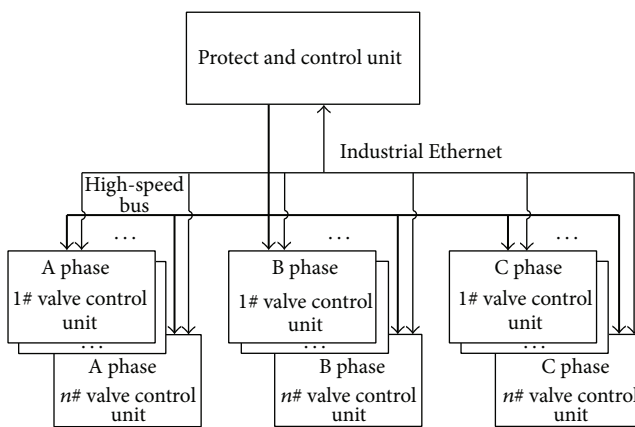 Protect and control unit
Industrial Ethernet
High-speed
bus
...
...
...
A phase
1# valve control
unit
...
A phase
n# valve control
unit
B phase
1# valve control
unit
...
B phase
n# valve control
unit
C phase
1# valve control
unit
...
C phase
n# valve control
unit